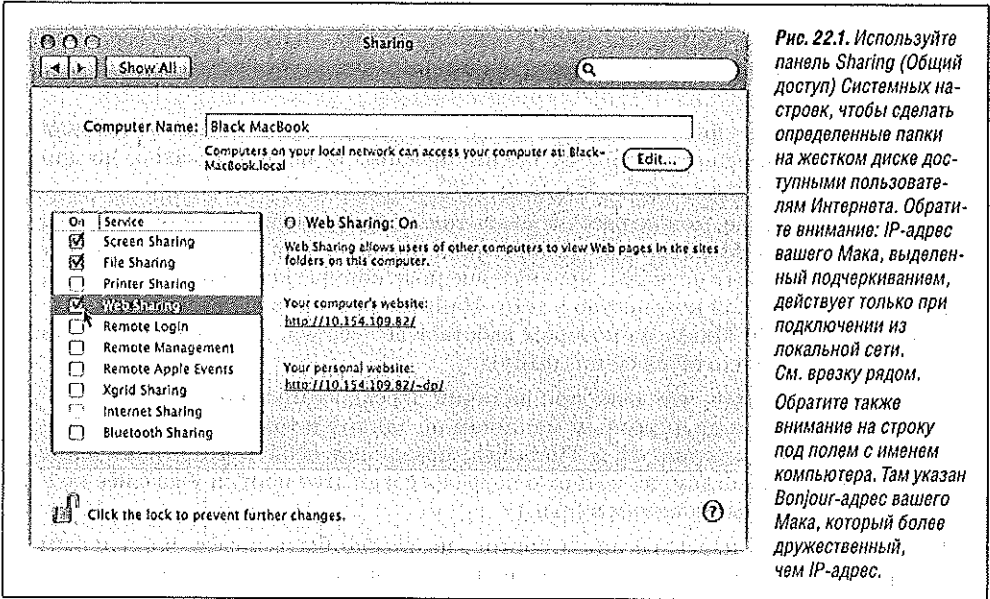 Sharing
Show All
Computer Name: Black MacBook
Computers on your local network can access your computer at: Black-
MacBook.local
Edit...
On Service
Screen Sharing
File Sharing
Printer Sharing
Web Sharing
Remote Login
Remote Management
Remote Apple Events
Xgrid Sharing
Internet Sharing
Bluetooth Sharing
Web Sharing: On
Web Sharing allows users of other computers to view Web pages in the sites
folders on this computer.
Your computer's website:
http://10.154.109.82/
Your personal website:
http://10.154.109.82/~dp/
Click the lock to prevent further changes.
?
Рис. 22.1. Используйте
панель Sharing (Общий
доступ) Системных на-
строек, чтобы сделать
определенные папки
на жестком диске дос-
тупными пользовате-
лям Интернета. Обрати-
те внимание: IP-адрес
вашего Мака, выделен-
ный подчеркиванием,
действует только при
подключении из
локальной сети.
См. врезку рядом.
Обратите также
внимание на строку
под полем с именем
компьютера. Там указан
Bonjour-адрес вашего
Мака, который более
дружественный,
чем IP-адрес.